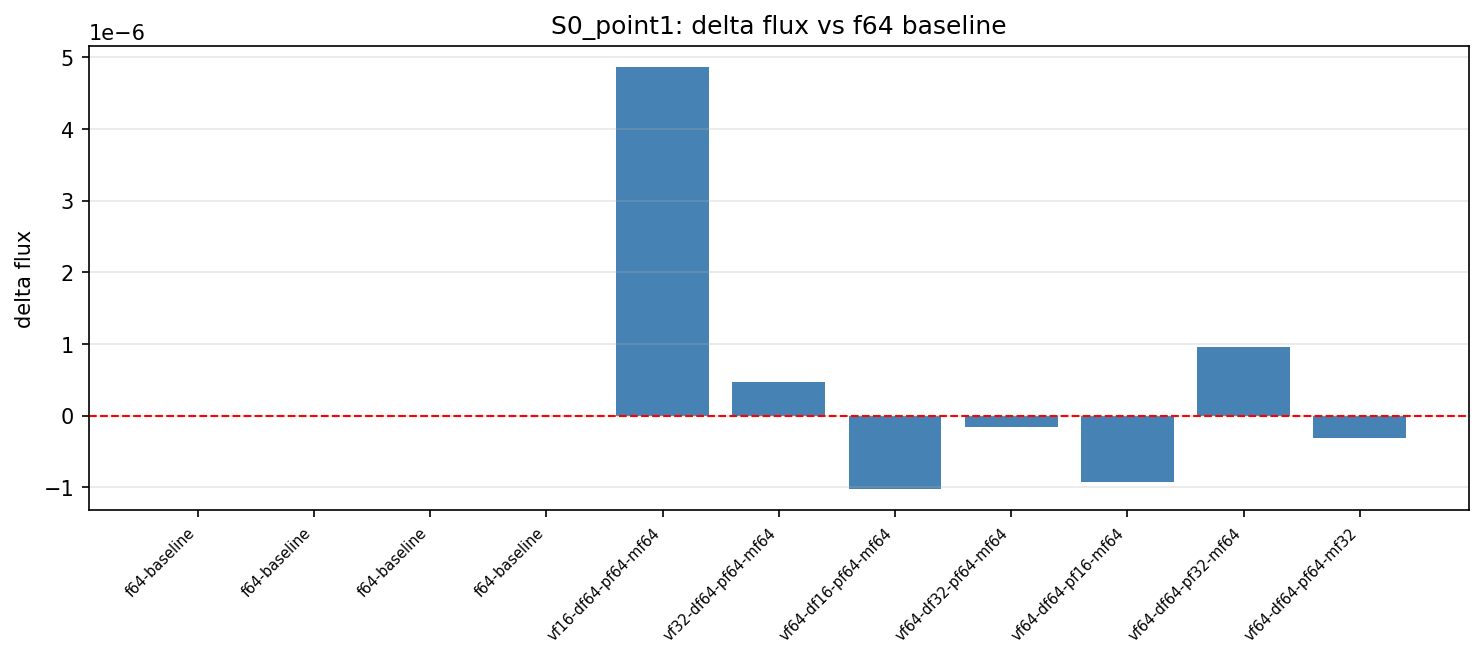 S0_point1: delta flux vs f64 baseline
1e−6
5
4
3
2
1
0
−1
delta flux
f64-baseline
f64-baseline
f64-baseline
f64-baseline
vf16-df64-pf64-mf64
vf32-df64-pf64-mf64
vf64-df16-pf64-mf64
vf64-df32-pf64-mf64
vf64-df64-pf16-mf64
vf64-df64-pf32-mf64
vf64-df64-pf64-mf32